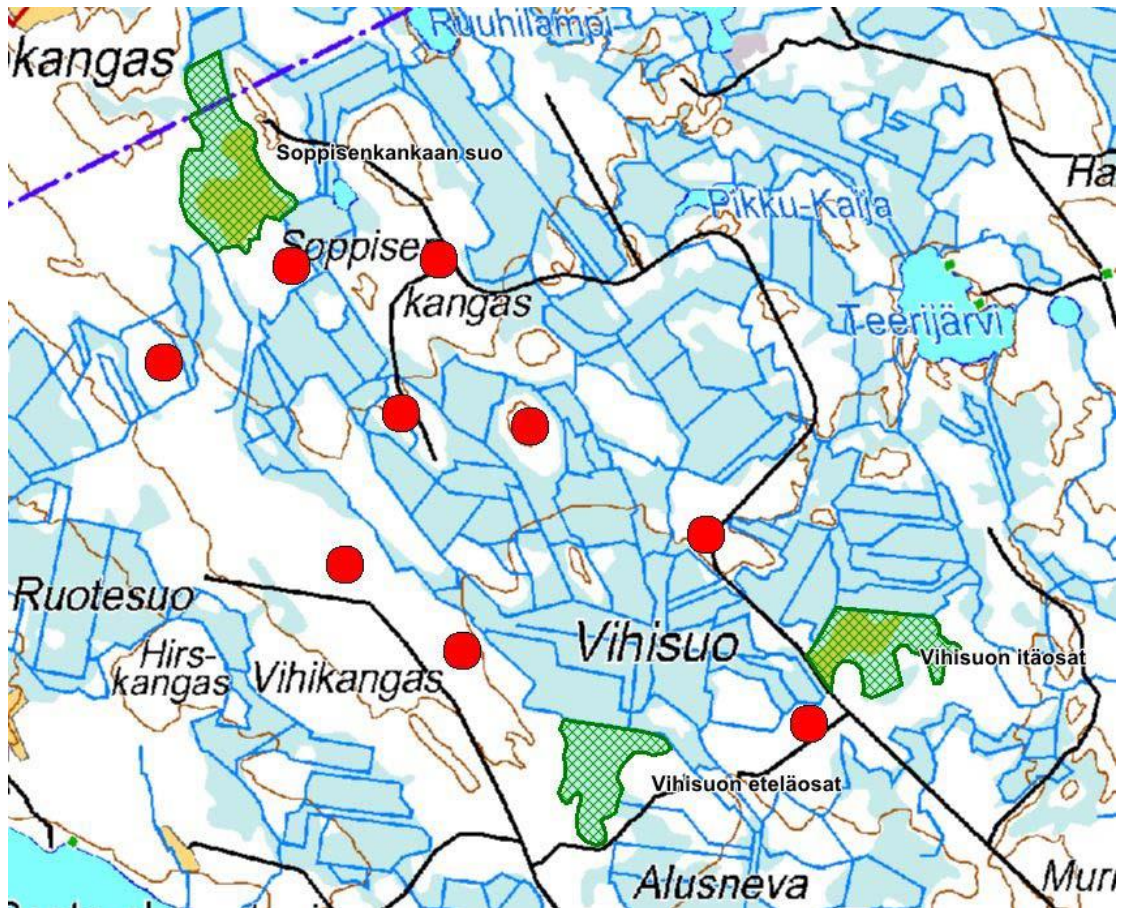 Ruuhilampi
kangas
Soppisenkankaan suo
Ha
Pikku-Kaija
Soppisen
kangas
Teerijärvi
Ruotesuo
Vihisuo
Hirs-
kangas
Vihikangas
Vihisuon itäosat
Vihisuon eteläosat
Alusneva
Murr